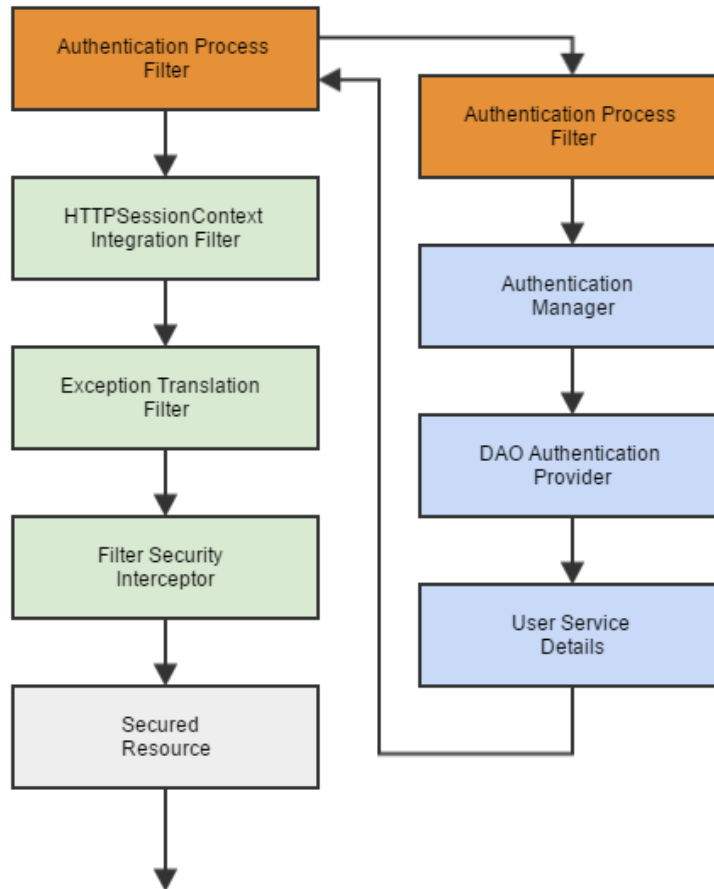 Authentication Process
Filter
Authentication Process
Filter
HTTPSessionContext
Integration Filter
Authentication
Manager
Exception Translation
Filter
DAO Authentication
Provider
Filter Security
Interceptor
User Service
Details
Secured
Resource